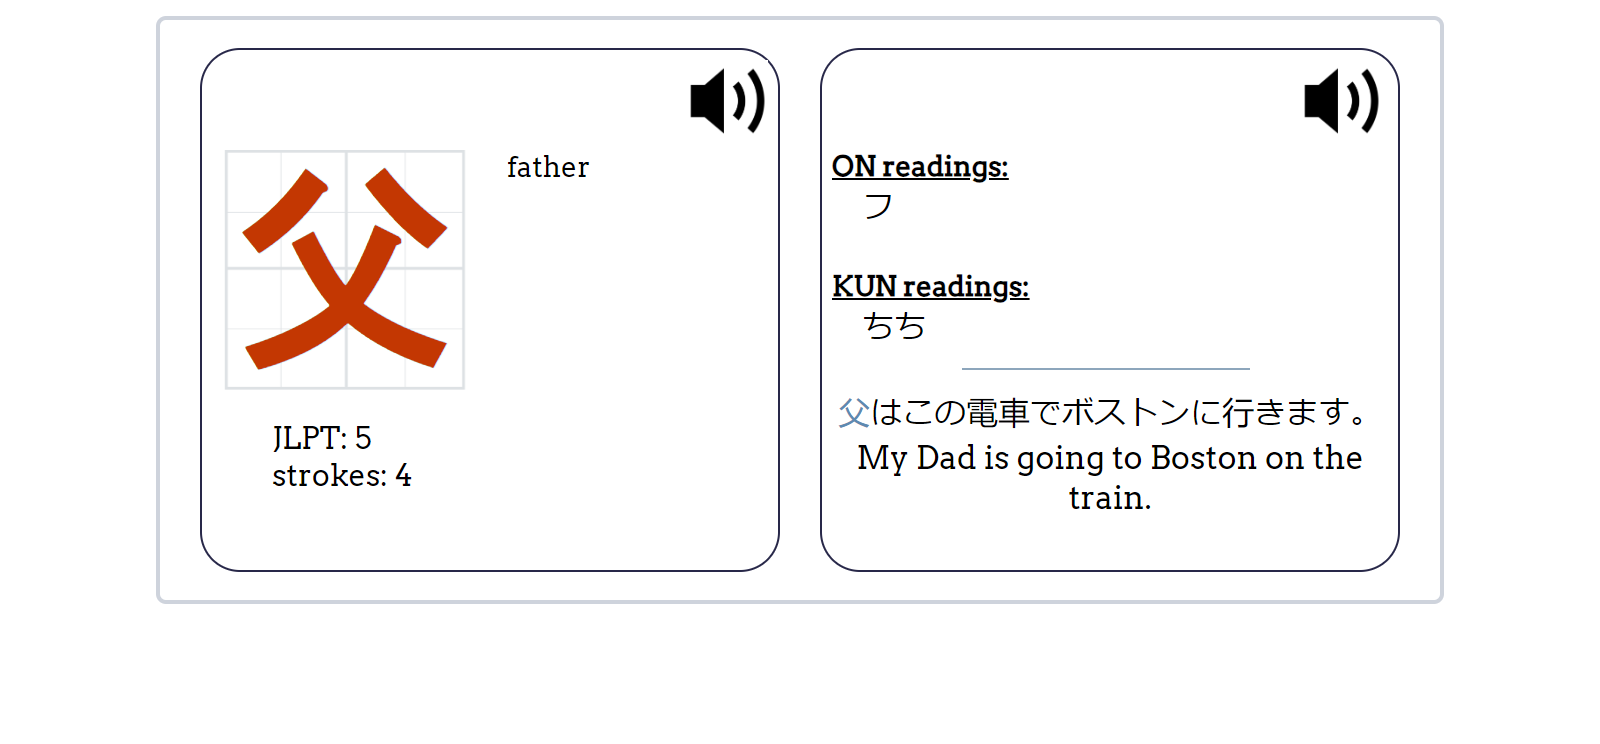 父
father
JLPT: 5
strokes: 4
ON readings:
フ
KUN readings:
ちち
父はこの電車でボストンに行きます。
My Dad is going to Boston on the
train.